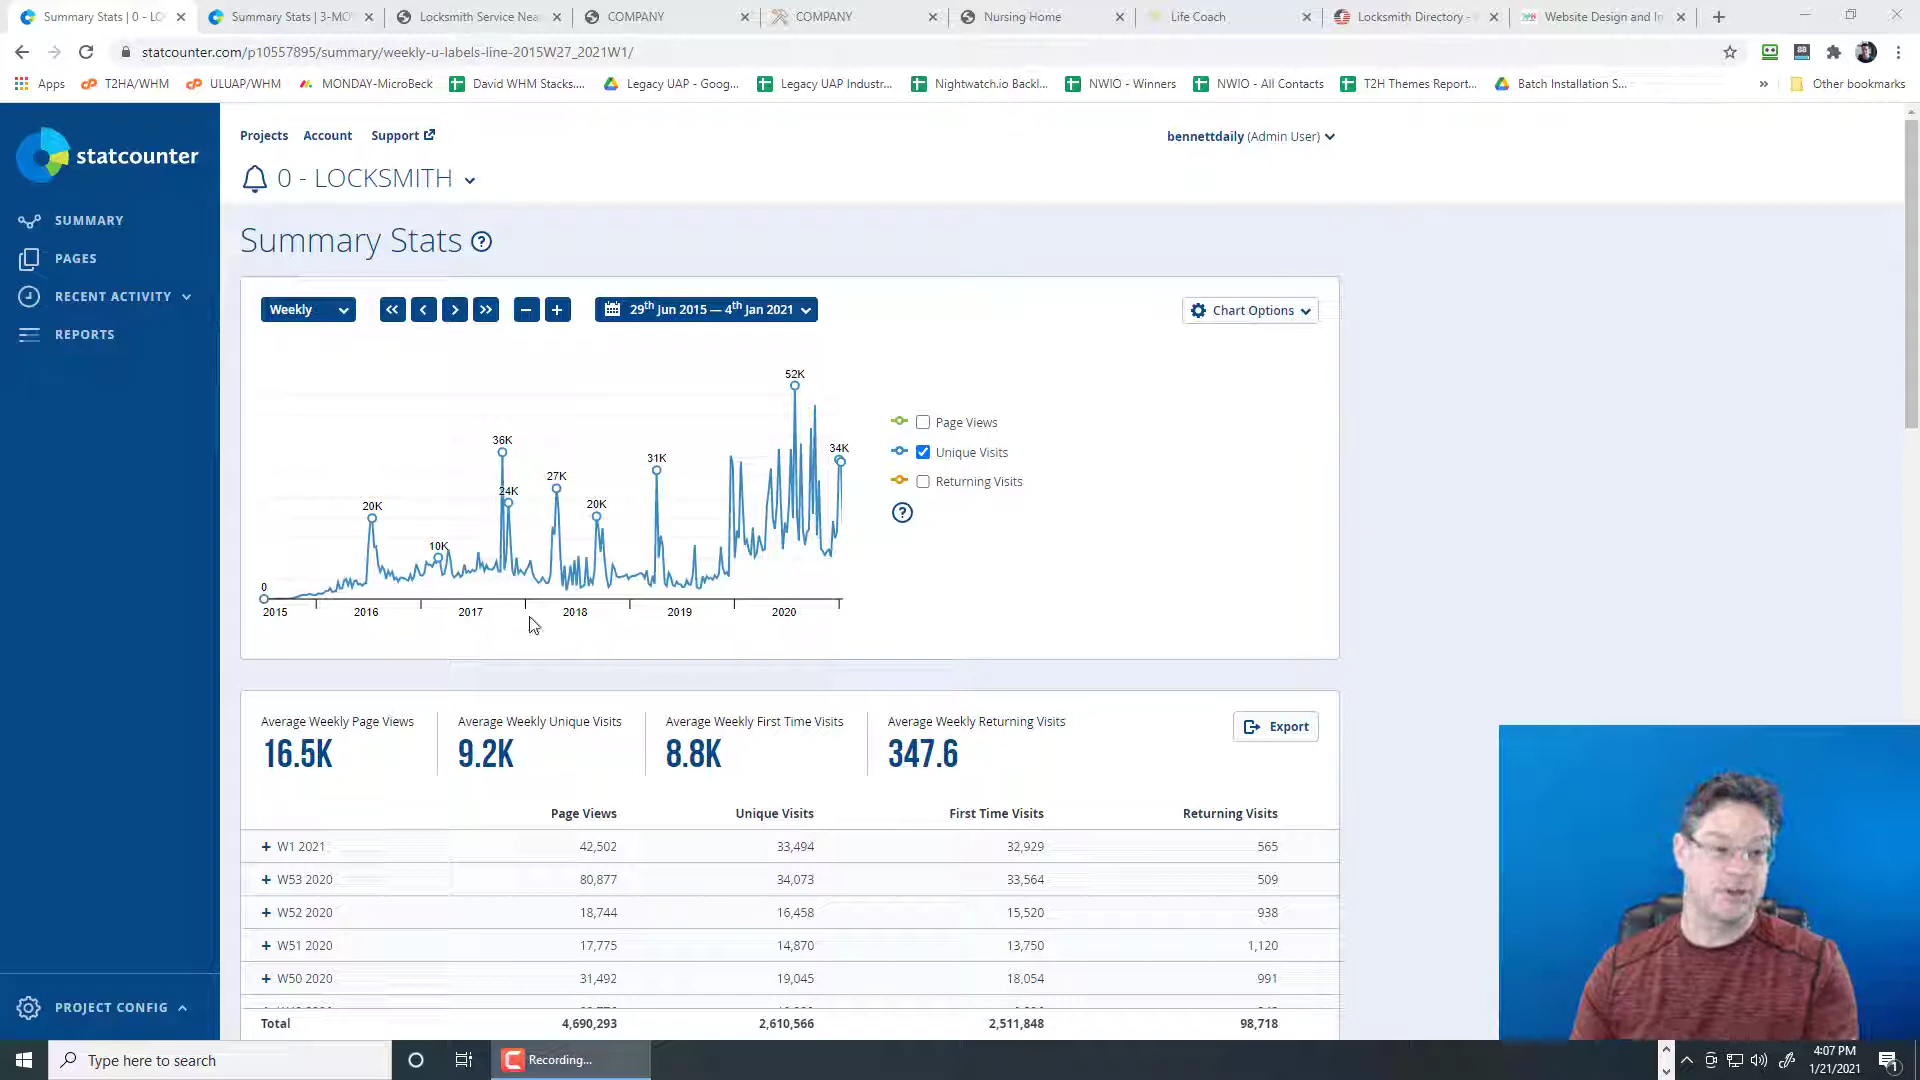 Summary Stats | 0 - LO
Summary Stats | 3-MO
Locksmith Service Nea
COMPANY
COMPANY
Nursing Home
Life Coach
Locksmith Directory -
Website Design and In
statcounter.com/p10557895/summary/weekly-u-labels-line-2015W27_2021W1/
Apps
T2HA/WHM
ULUAP/WHM
MONDAY-MicroBeck
David WHM Stacks....
Legacy UAP - Goog...
Legacy UAP Industr...
Nightwatch.io Backl...
NWIO - Winners
NWIO - All Contacts
T2H Themes Report...
Batch Installation S...
»
Other bookmarks
statcounter
Projects
Account
Support
bennettdaily (Admin User)
0 - LOCKSMITH
SUMMARY
PAGES
RECENT ACTIVITY
REPORTS
Summary Stats
Weekly
29th Jun 2015 — 4th Jan 2021
Chart Options
52K
36K
34K
31K
27K
24K
20K
20K
10K
0
2015 2016 2017 2018 2019 2020
Page Views
Unique Visits
Returning Visits
Average Weekly Page Views
16.5K
Average Weekly Unique Visits
9.2K
Average Weekly First Time Visits
8.8K
Average Weekly Returning Visits
347.6
Export
Page Views Unique Visits First Time Visits Returning Visits
+ W1 2021 42,502 33,494 32,929 565
+ W53 2020 80,877 34,073 33,564 509
+ W52 2020 18,744 16,458 15,520 938
+ W51 2020 17,775 14,870 13,750 1,120
+ W50 2020 31,492 19,045 18,054 991
Total 4,690,293 2,610,566 2,511,848 98,718
PROJECT CONFIG
Type here to search
Recording...
4:07 PM
1/21/2021
1